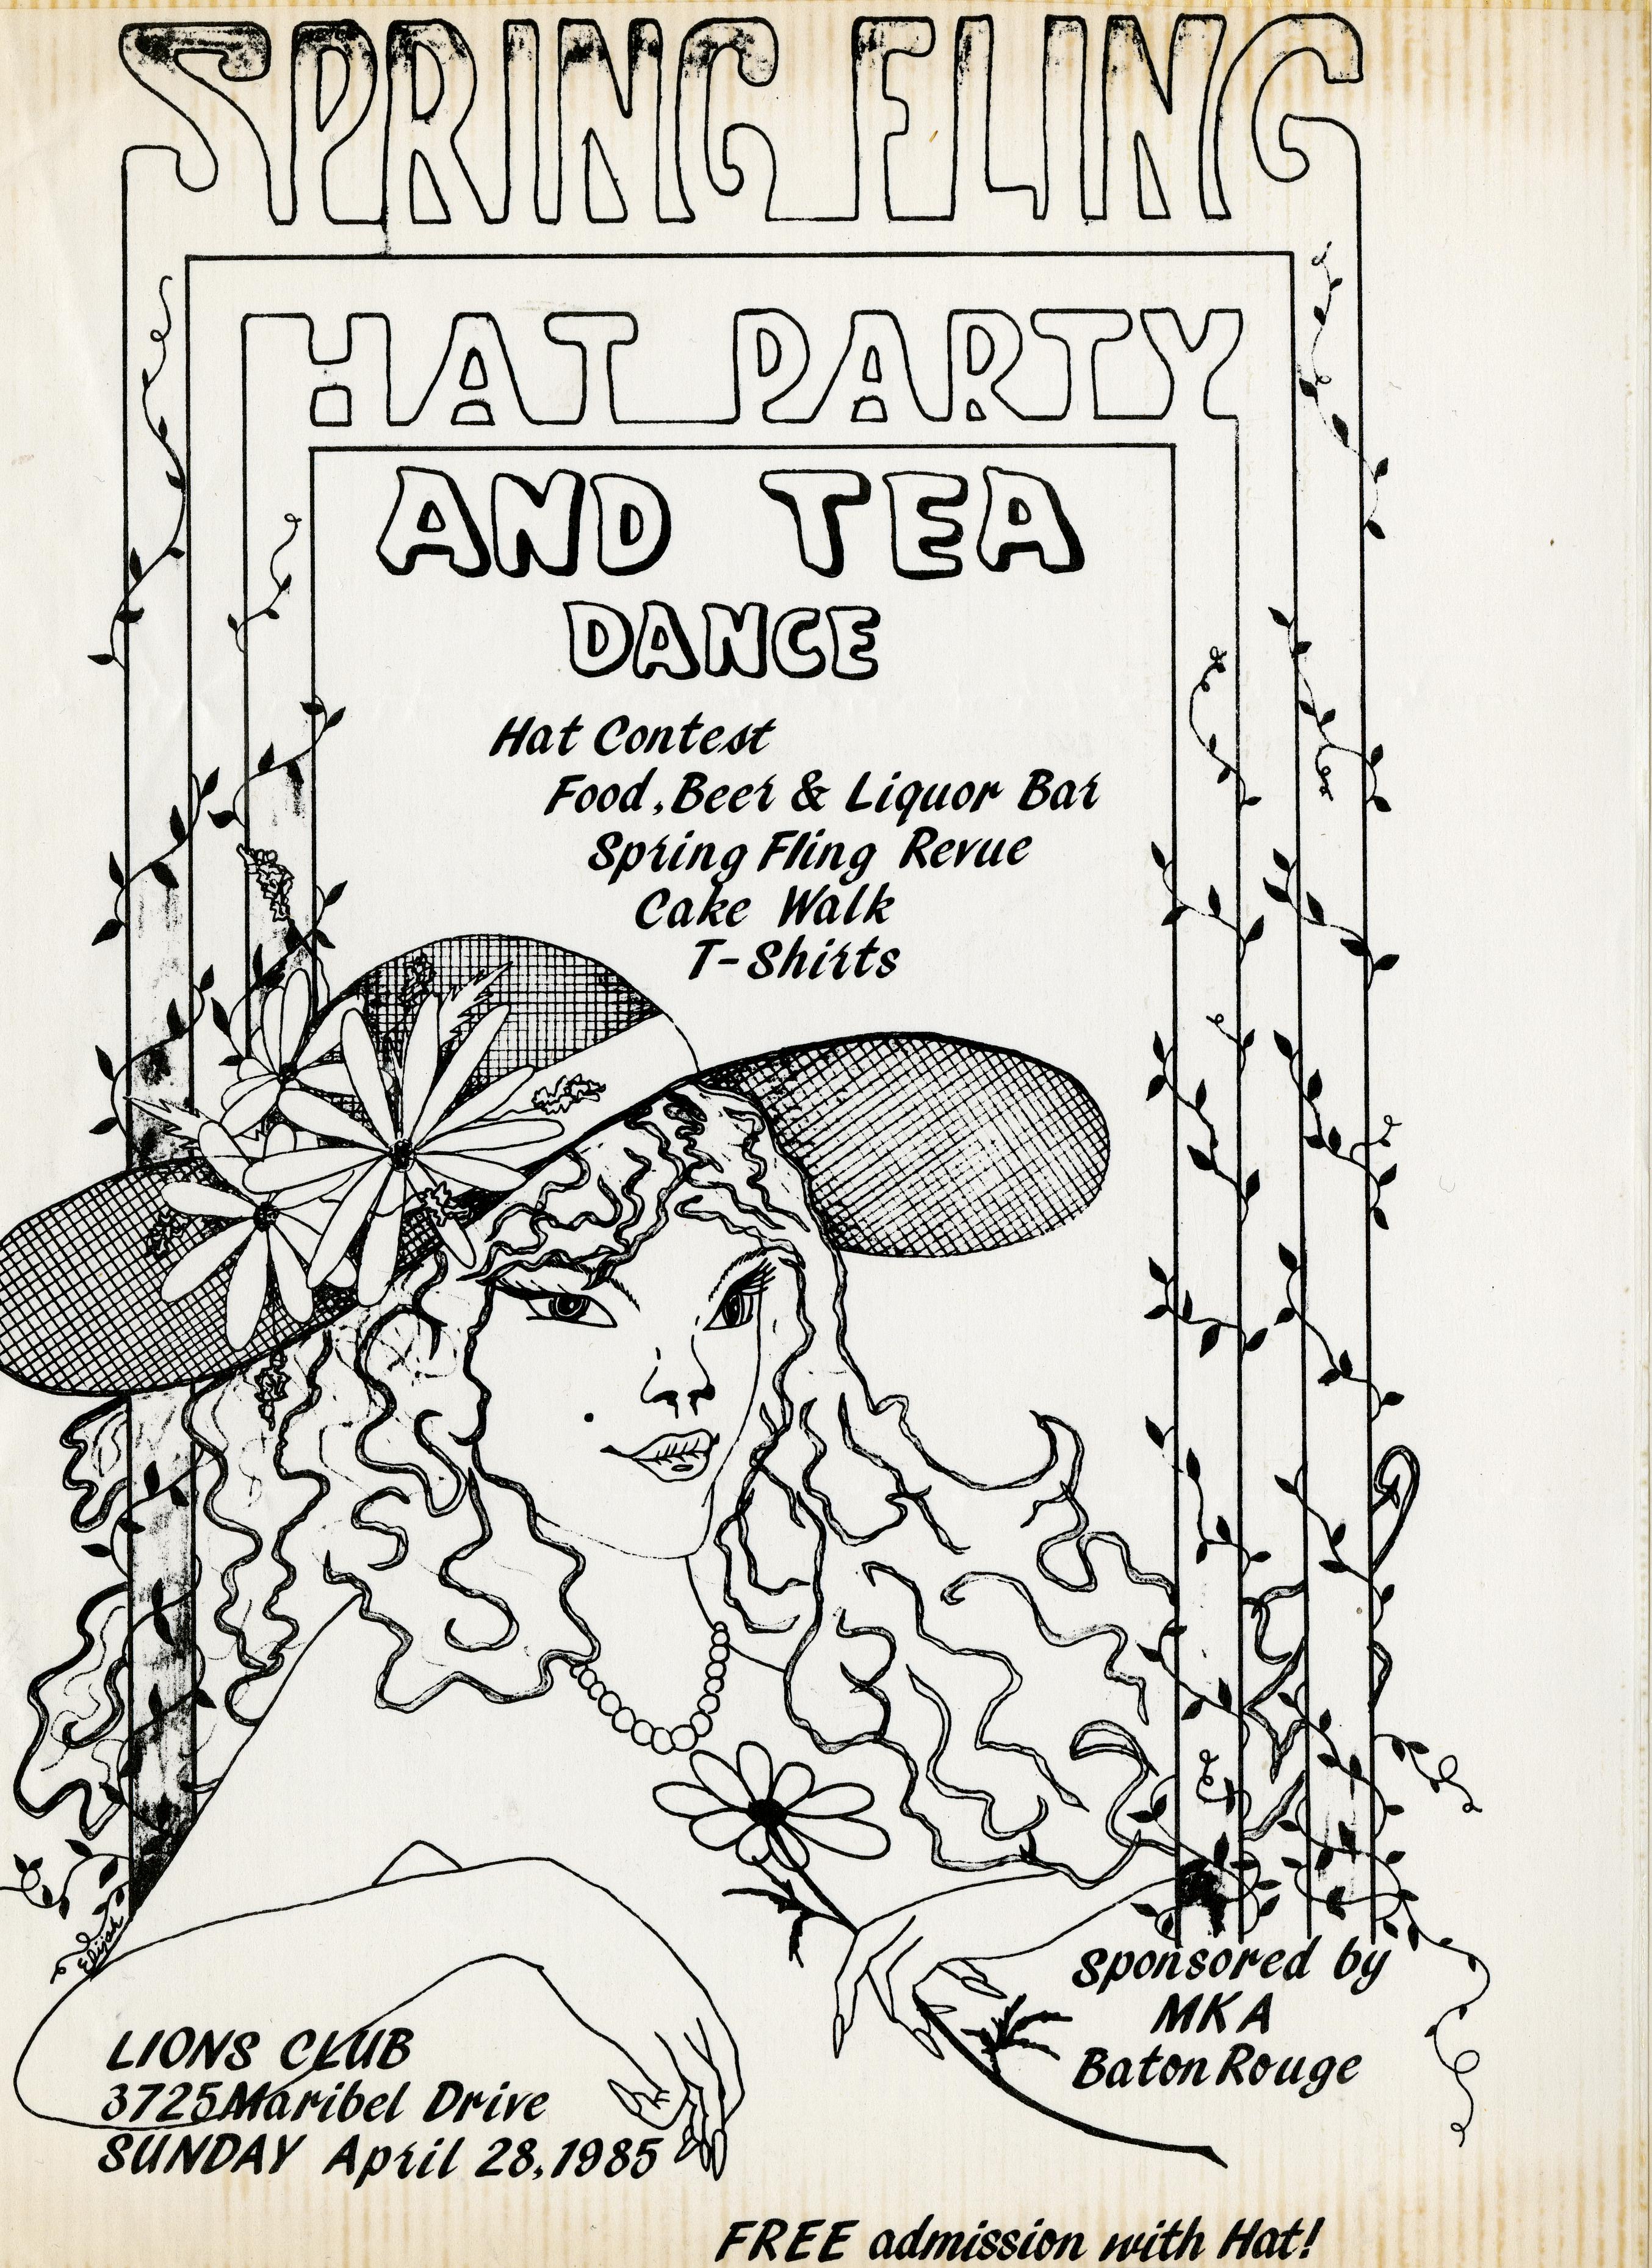 SPRING FLING
HAT PARTY
AND TEA
DANCE
Hat Contest
Food, Beer & Liquor Bar
Spring Fling Revue
Cake Walk
T-Shirts
Elijah
Sponsored by
MKA
Baton Rouge
LIONS CLUB
3725 Maribel Drive
SUNDAY April 28, 1985
FREE admission with Hat!